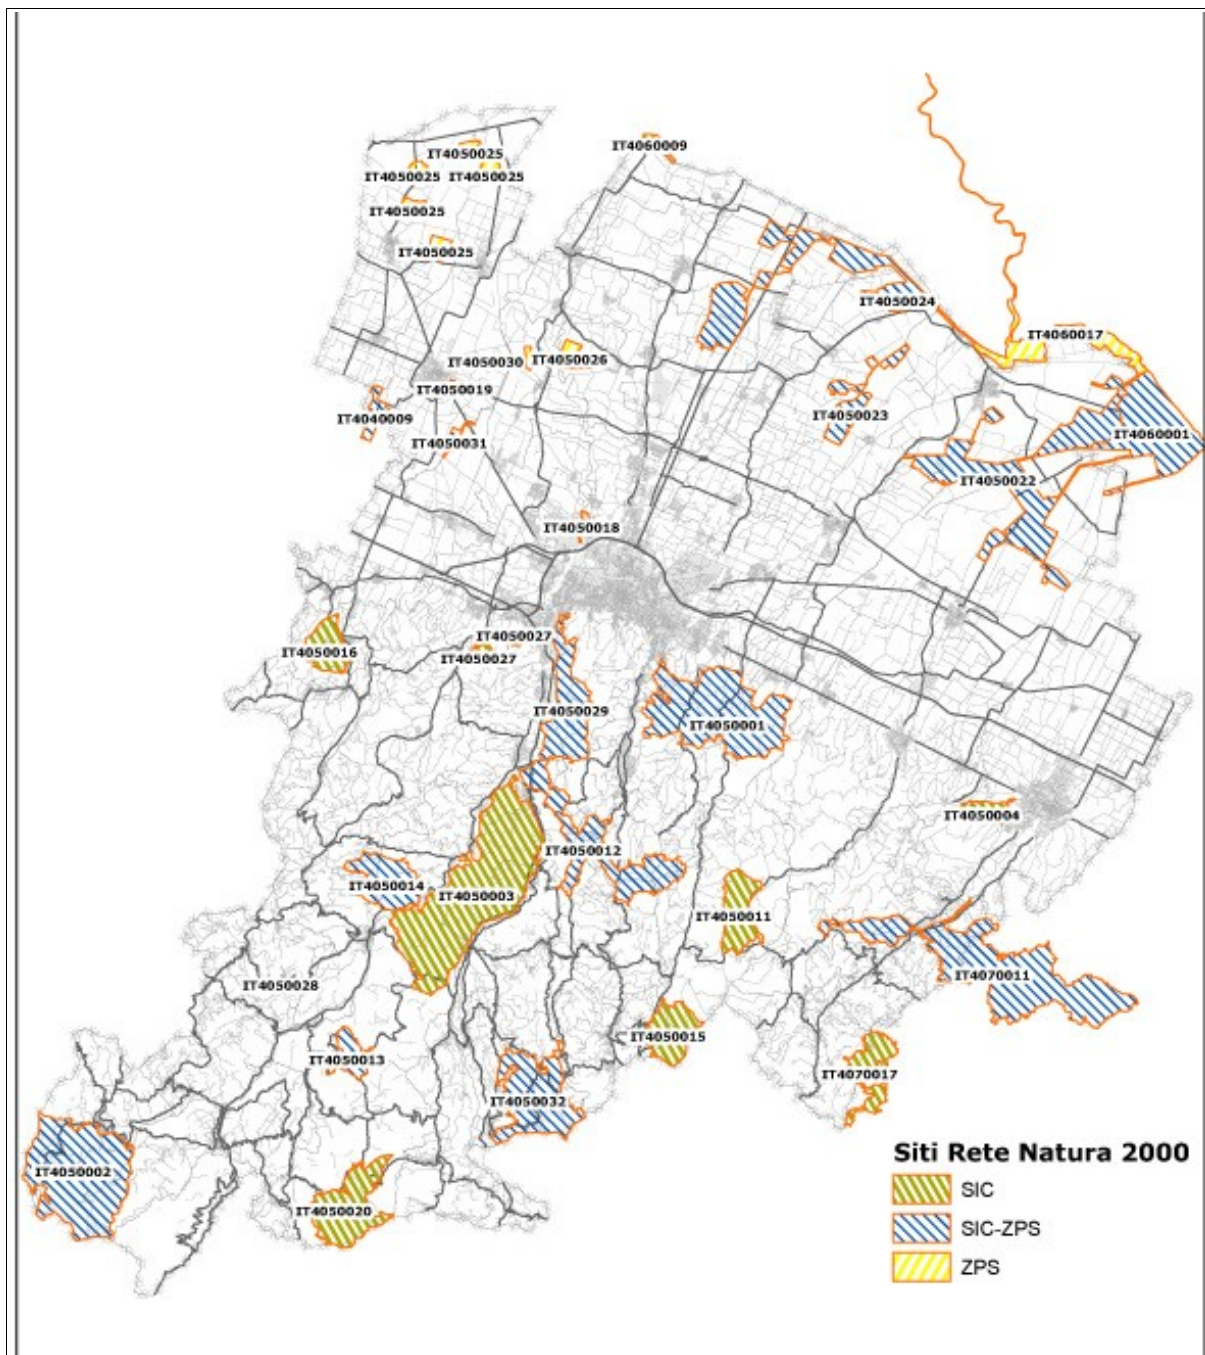 IT4060009
IT4050025
IT4050025
IT4050025
IT4050025
IT4050025
IT4050024
IT4060017
IT4050030
IT4050026
IT4050019
IT4040009
IT4050023
IT4060001
IT4050031
IT4050022
IT4050018
IT4050027
IT4050016
IT4050027
IT4050029
IT4050001
IT4050004
IT4050012
IT4050014
IT4050003
IT4050011
IT4070011
IT4050028
IT4050015
IT4050013
IT4070017
IT4050032
IT4050002
IT4050020
Siti Rete Natura 2000
SIC
SIC-ZPS
ZPS